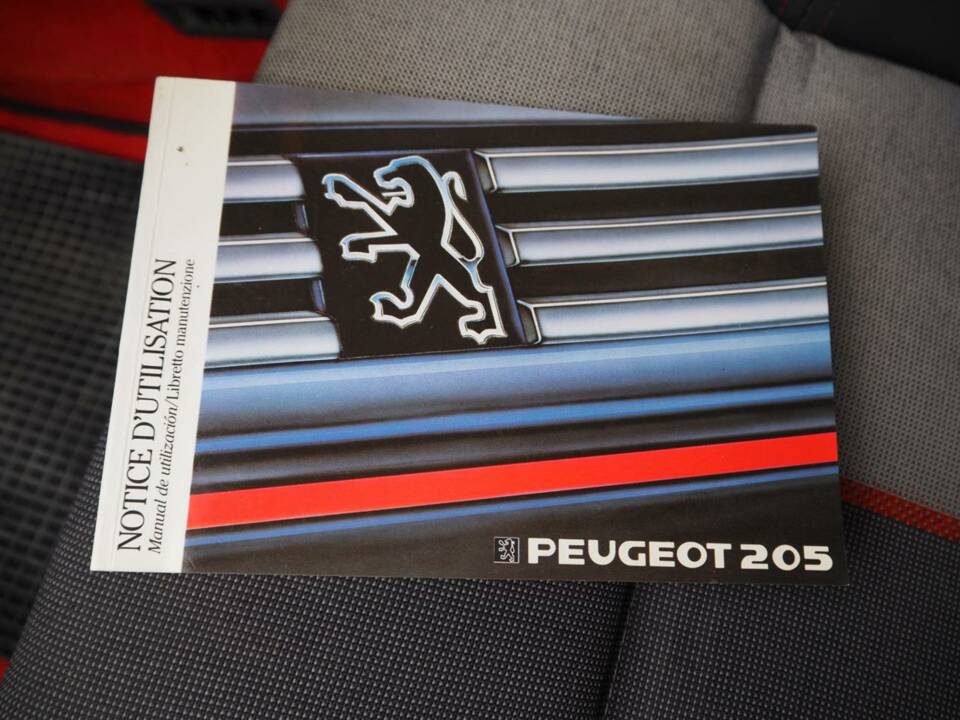 NOTICE D'UTILISATION
Manual de utilización/Libretto manutenzione
PEUGEOT 205